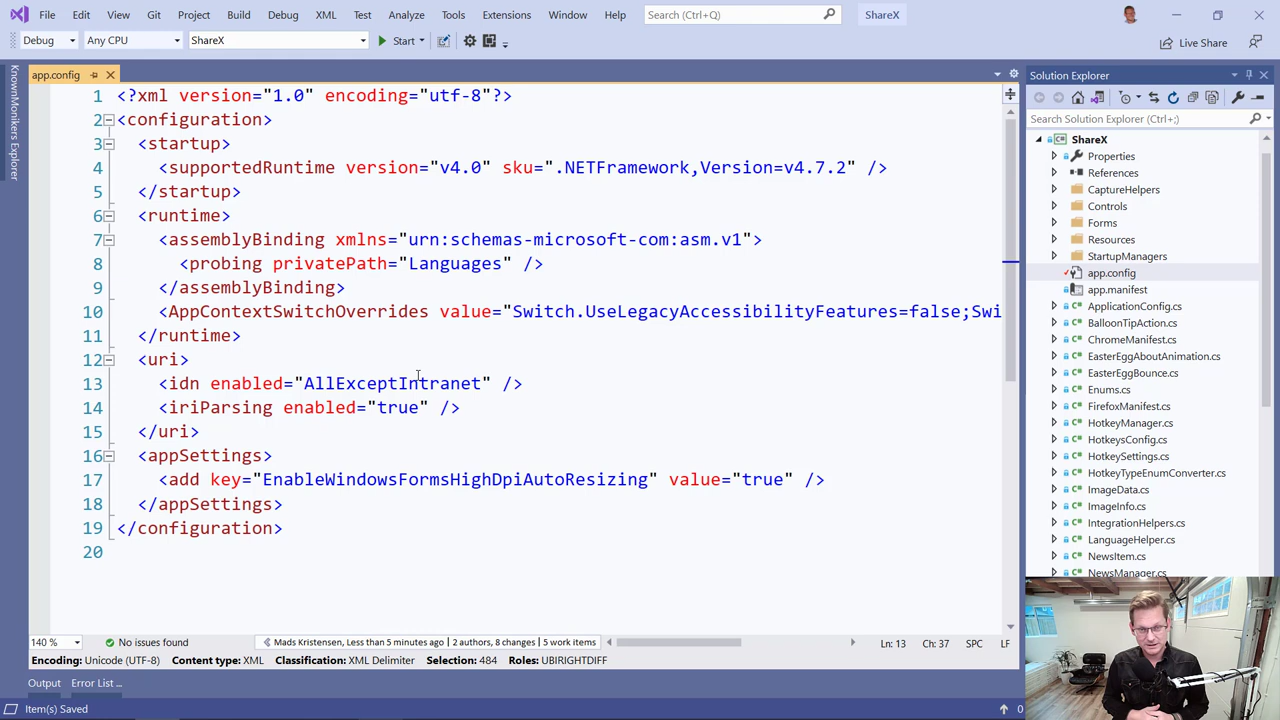 File Edit View Git Project Build Debug XML Test Analyze Tools Extensions Window Help Search (Ctrl+Q) ShareX
Debug Any CPU ShareX Start Live Share
app.config
KnownMonikers Explorer
1 <?xml version="1.0" encoding="utf-8"?>
2 <configuration>
3 <startup>
4 <supportedRuntime version="v4.0" sku=".NETFramework,Version=v4.7.2" />
5 </startup>
6 <runtime>
7 <assemblyBinding xmlns="urn:schemas-microsoft-com:asm.v1">
8 <probing privatePath="Languages" />
9 </assemblyBinding>
10 <AppContextSwitchOverrides value="Switch.UseLegacyAccessibilityFeatures=false;Swi
11 </runtime>
12 <uri>
13 <idn enabled="AllExceptIntranet" />
14 <iriParsing enabled="true" />
15 </uri>
16 <appSettings>
17 <add key="EnableWindowsFormsHighDpiAutoResizing" value="true" />
18 </appSettings>
19 </configuration>
20
140 % No issues found Mads Kristensen, Less than 5 minutes ago | 2 authors, 8 changes | 5 work items Ln: 13 Ch: 37 SPC LF
Encoding: Unicode (UTF-8) Content type: XML Classification: XML Delimiter Selection: 484 Roles: UBIRIGHTDIFF
Output Error List ...
Item(s) Saved 0
Solution Explorer
Search Solution Explorer (Ctrl+;)
ShareX
Properties
References
CaptureHelpers
Controls
Forms
Resources
StartupManagers
app.config
app.manifest
ApplicationConfig.cs
BalloonTipAction.cs
ChromeManifest.cs
EasterEggAboutAnimation.cs
EasterEggBounce.cs
Enums.cs
FirefoxManifest.cs
HotkeyManager.cs
HotkeysConfig.cs
HotkeySettings.cs
HotkeyTypeEnumConverter.cs
ImageData.cs
ImageInfo.cs
IntegrationHelpers.cs
LanguageHelper.cs
NewsItem.cs
NewsManager.cs